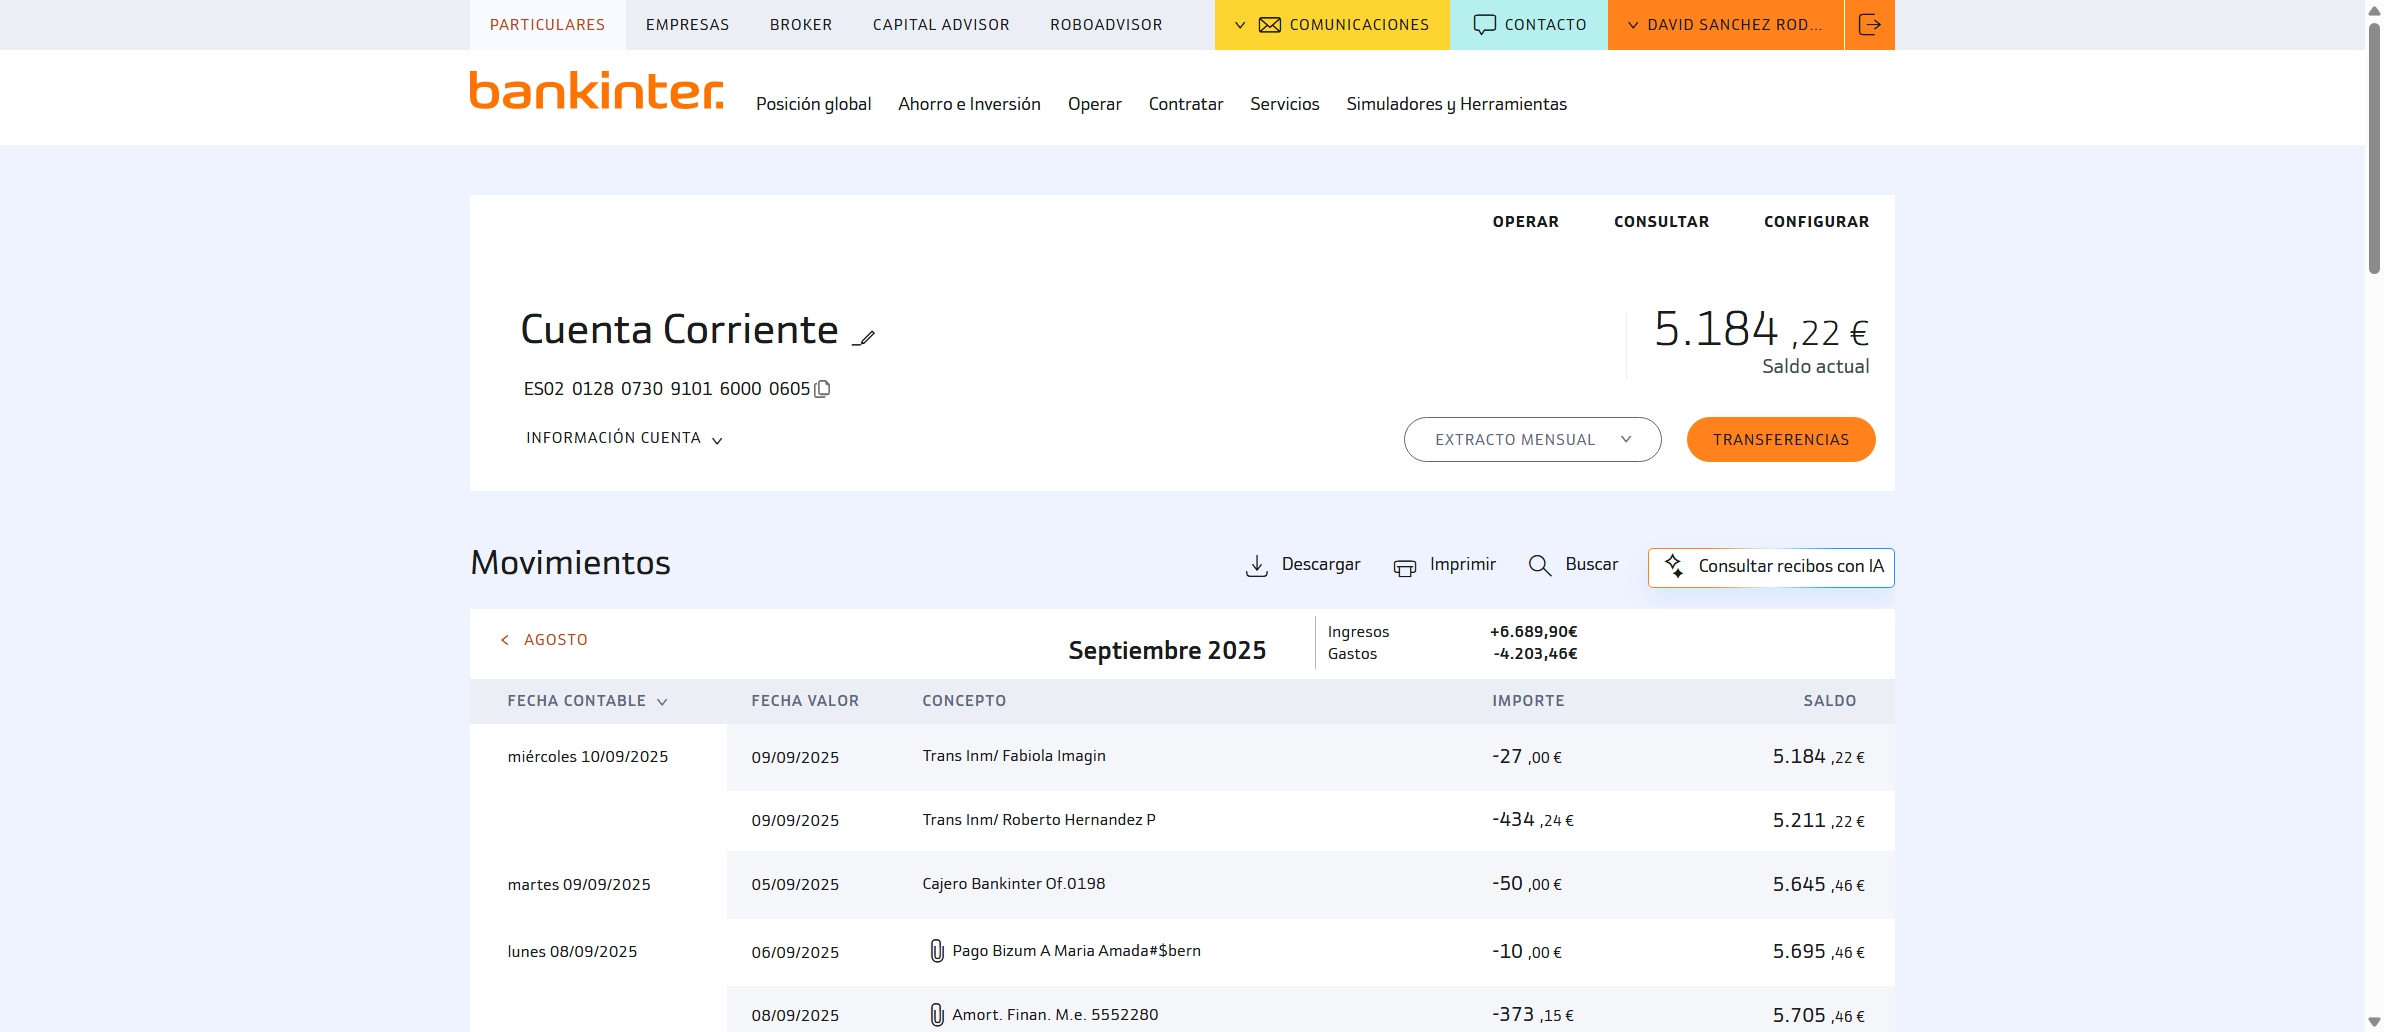 PARTICULARES EMPRESAS BROKER CAPITAL ADVISOR ROBOADVISOR COMUNICACIONES CONTACTO DAVID SANCHEZ ROD...
bankinter. Posición global Ahorro e Inversión Operar Contratar Servicios Simuladores y Herramientas
OPERAR CONSULTAR CONFIGURAR
Cuenta Corriente 5.184 ,22 €
Saldo actual
ES02 0128 0730 9101 6000 0605
INFORMACIÓN CUENTA EXTRACTO MENSUAL TRANSFERENCIAS
Movimientos Descargar Imprimir Buscar Consultar recibos con IA
< AGOSTO Septiembre 2025 Ingresos +6.689,90€
Gastos -4.203,46€
FECHA CONTABLE FECHA VALOR CONCEPTO IMPORTE SALDO
miércoles 10/09/2025 09/09/2025 Trans Inm/ Fabiola Imagin -27 ,00 € 5.184 ,22 €
09/09/2025 Trans Inm/ Roberto Hernandez P -434 ,24 € 5.211 ,22 €
martes 09/09/2025 05/09/2025 Cajero Bankinter Of.0198 -50 ,00 € 5.645 ,46 €
lunes 08/09/2025 06/09/2025 Pago Bizum A Maria Amada#$bern -10 ,00 € 5.695 ,46 €
08/09/2025 Amort. Finan. M.e. 5552280 -373 ,15 € 5.705 ,46 €